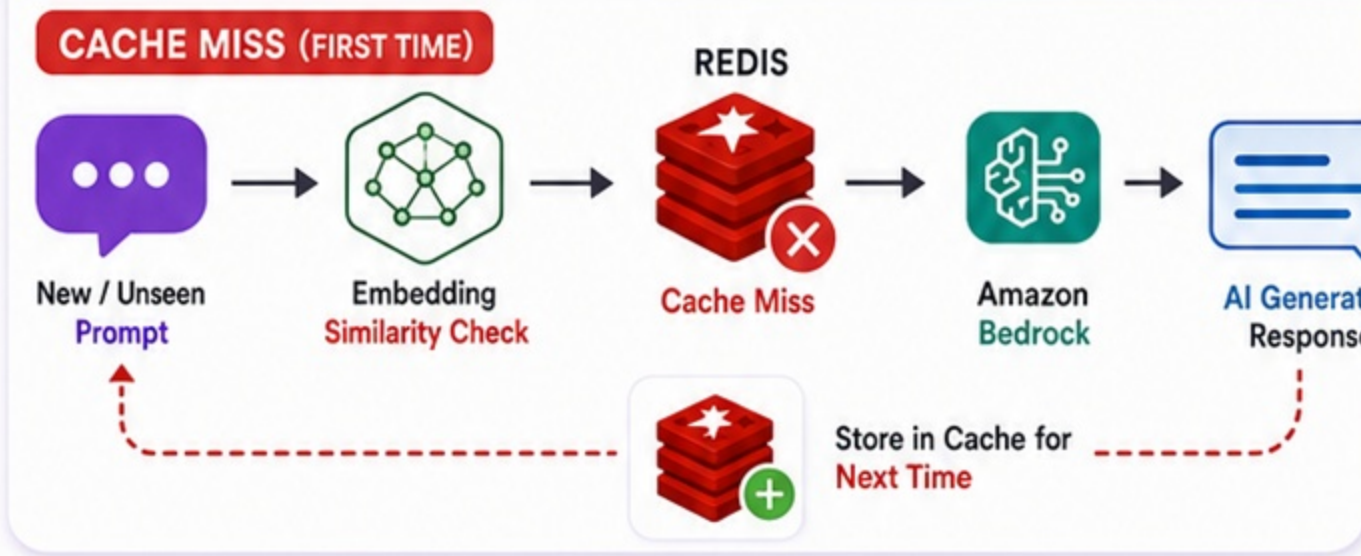 CACHE MISS (FIRST TIME)
REDIS
New / Unseen
Prompt
Embedding
Similarity Check
Cache Miss
Amazon
Bedrock
AI Generat
Respons
Store in Cache for
Next Time